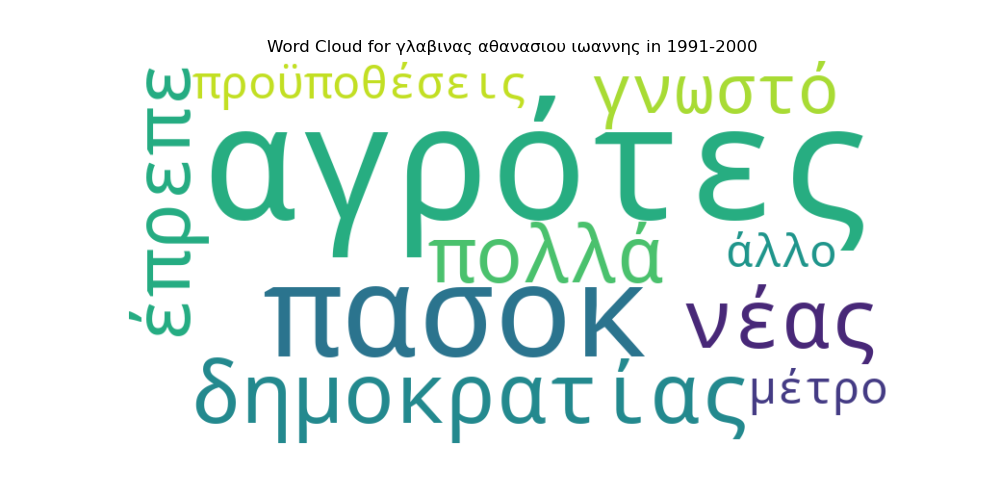 Word Cloud for γλαβινας αθανασιου ιωαννης in 1991-2000
προϋποθέσεις
γνωστό
έπρεπε
αγρότες
πολλά
άλλο
πασοκ
νέας
δημοκρατίας
μέτρο